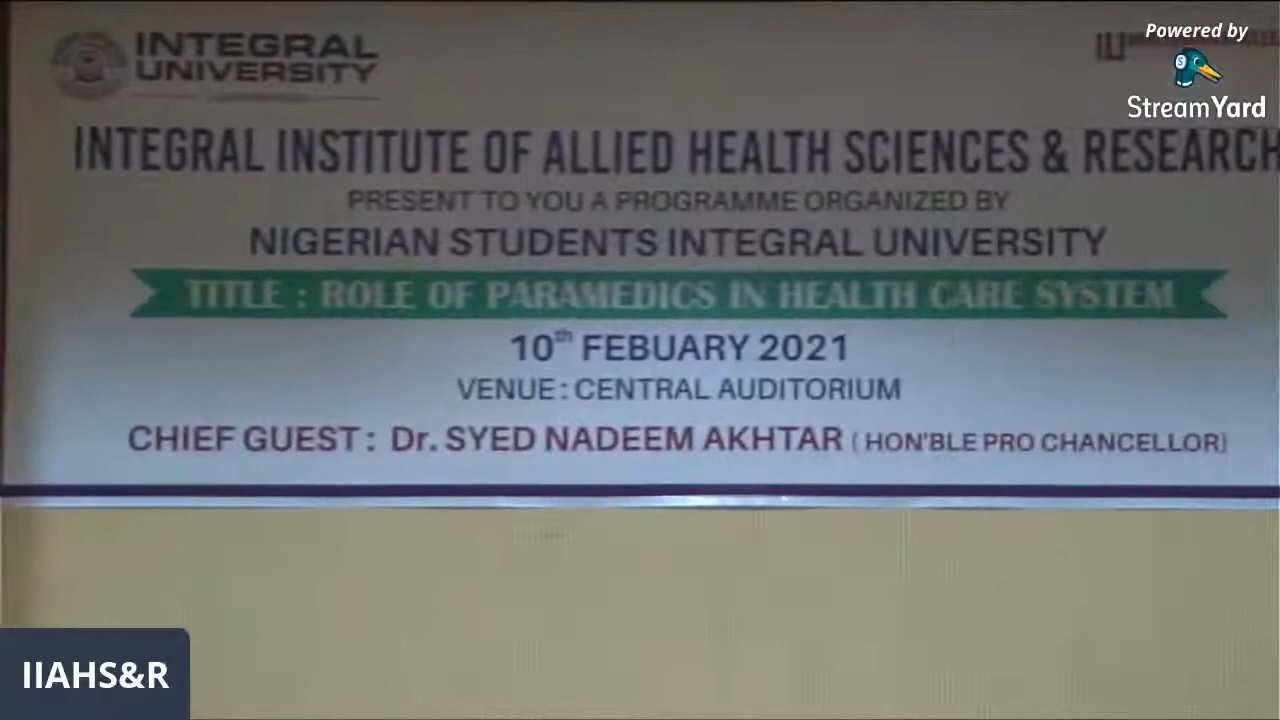 INTEGRAL
UNIVERSITY
Powered by
StreamYard
INTEGRAL INSTITUTE OF ALLIED HEALTH SCIENCES & RESEARCH
PRESENT TO YOU A PROGRAMME ORGANIZED BY
NIGERIAN STUDENTS INTEGRAL UNIVERSITY
TITLE : ROLE OF PARAMEDICS IN HEALTH CARE SYSTEM
10th FEBUARY 2021
VENUE : CENTRAL AUDITORIUM
CHIEF GUEST : Dr. SYED NADEEM AKHTAR ( HON'BLE PRO CHANCELLOR)
IIAHS&R